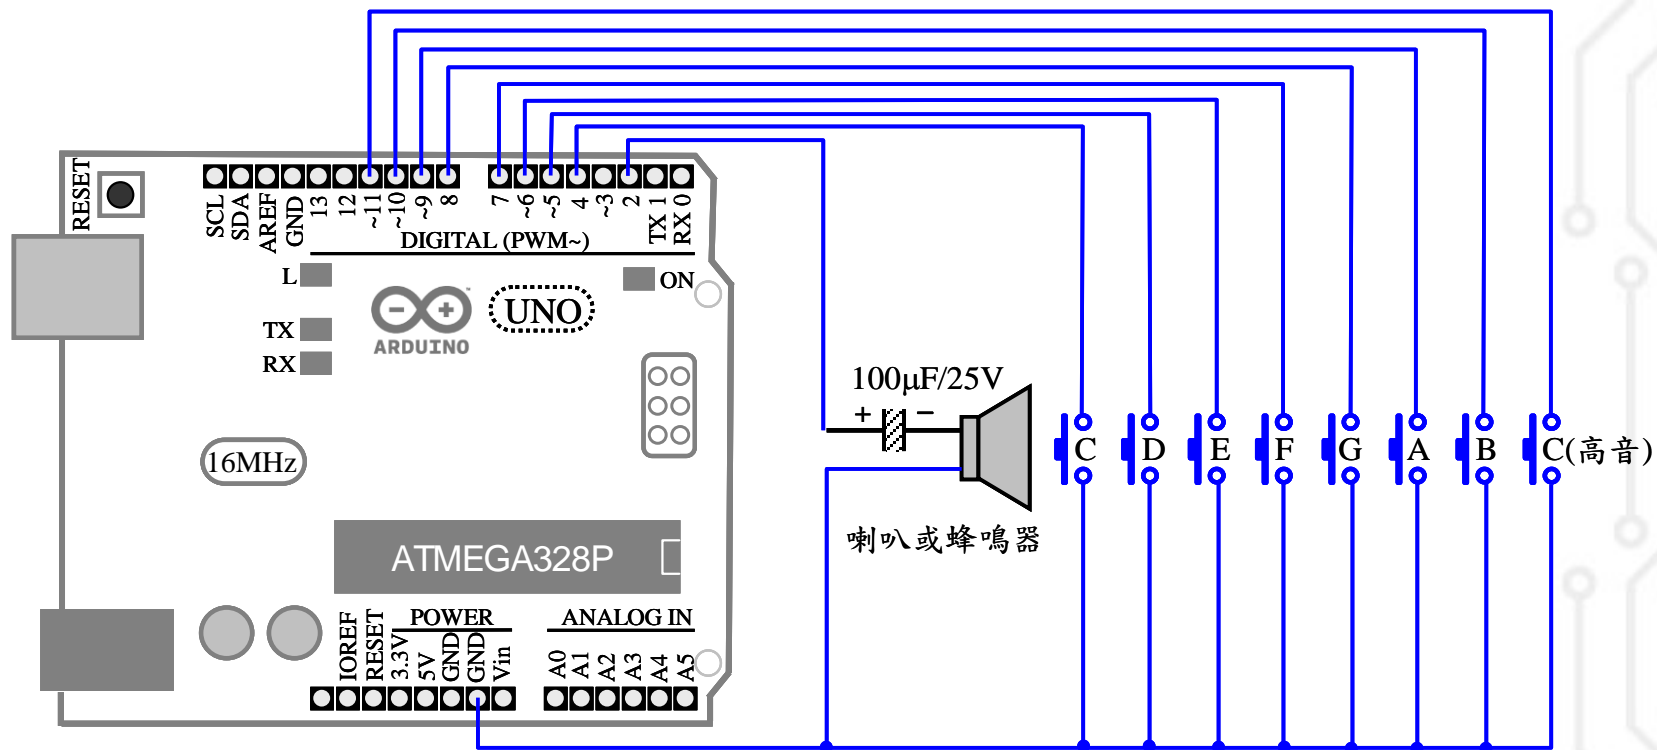 RESET
SCL
SDA
AREF
GND
13
12
~11
~10
~9
8
7
~6
~5
4
~3
2
TX 1
RX 0
DIGITAL (PWM~)
L
ON
UNO
TX
ARDUINO
RX
100μF/25V
+ −
C
D
E
F
G
A
B
C(高音)
16MHz
喇叭或蜂鳴器
ATMEGA328P
POWER
ANALOG IN
IOREF
RESET
3.3V
5V
GND
GND
Vin
A0
A1
A2
A3
A4
A5